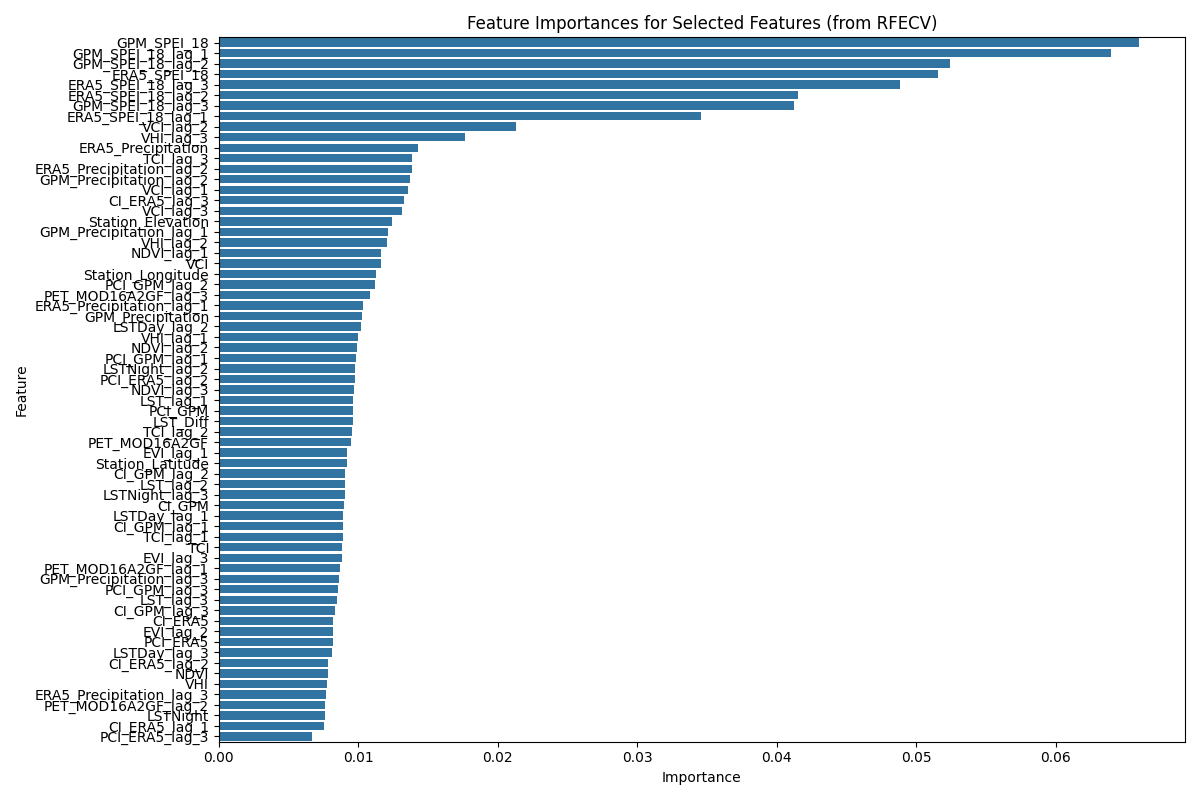 Feature Importances for Selected Features (from RFECV)
GPM_SPEI_18
GPM_SPEI_18_lag_1
GPM_SPEI_18_lag_2
ERA5_SPEI_18
ERA5_SPEI_18_lag_3
ERA5_SPEI_18_lag_2
GPM_SPEI_18_lag_3
ERA5_SPEI_18_lag_1
VCI_lag_2
VHI_lag_3
ERA5_Precipitation
TCI_lag_3
ERA5_Precipitation_lag_2
GPM_Precipitation_lag_2
VCI_lag_1
CI_ERA5_lag_3
VCI_lag_3
Station_Elevation
GPM_Precipitation_lag_1
VHI_lag_2
NDVI_lag_1
VCI
Station_Longitude
PCI_GPM_lag_2
PET_MOD16A2GF_lag_3
ERA5_Precipitation_lag_1
GPM_Precipitation
LSTDay_lag_2
VHI_lag_1
NDVI_lag_2
PCI_GPM_lag_1
LSTNight_lag_2
PCI_ERA5_lag_2
NDVI_lag_3
LST_lag_1
PCI_GPM
LST_Diff
TCI_lag_2
PET_MOD16A2GF
EVI_lag_1
Station_Latitude
CI_GPM_lag_2
LST_lag_2
LSTNight_lag_3
CI_GPM
LSTDay_lag_1
CI_GPM_lag_1
TCI_lag_1
TCI
EVI_lag_3
PET_MOD16A2GF_lag_1
GPM_Precipitation_lag_3
PCI_GPM_lag_3
LST_lag_3
CI_GPM_lag_3
CI_ERA5
EVI_lag_2
PCI_ERA5
LSTDay_lag_3
CI_ERA5_lag_2
NDVI
VHI
ERA5_Precipitation_lag_3
PET_MOD16A2GF_lag_2
LSTNight
CI_ERA5_lag_1
PCI_ERA5_lag_3
Feature
0.00 0.01 0.02 0.03 0.04 0.05 0.06
Importance